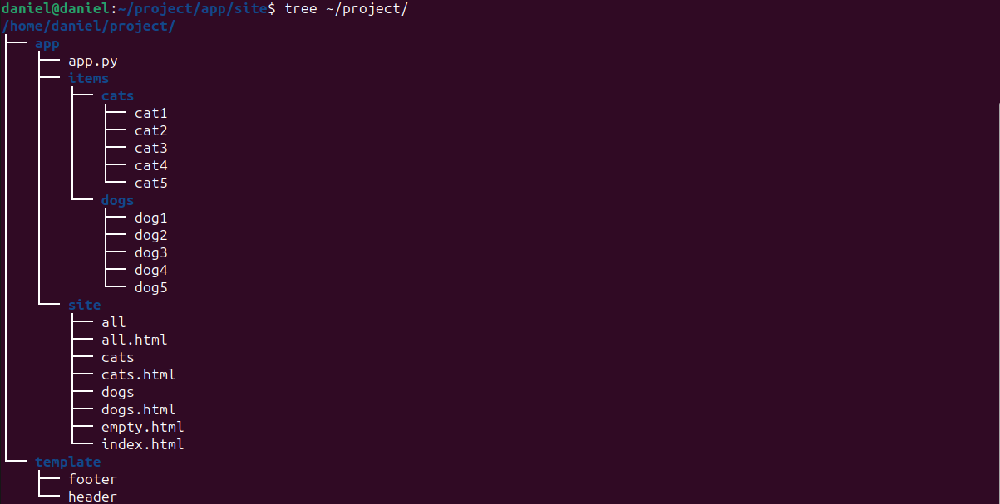 daniel@daniel:~/project/app/site$ tree ~/project/
/home/daniel/project/
├── app
│   ├── app.py
│   ├── items
│   │   ├── cats
│   │   │   ├── cat1
│   │   │   ├── cat2
│   │   │   ├── cat3
│   │   │   ├── cat4
│   │   │   └── cat5
│   │   └── dogs
│   │       ├── dog1
│   │       ├── dog2
│   │       ├── dog3
│   │       ├── dog4
│   │       └── dog5
│   └── site
│       ├── all
│       ├── all.html
│       ├── cats
│       ├── cats.html
│       ├── dogs
│       ├── dogs.html
│       ├── empty.html
│       └── index.html
└── template
    ├── footer
    └── header